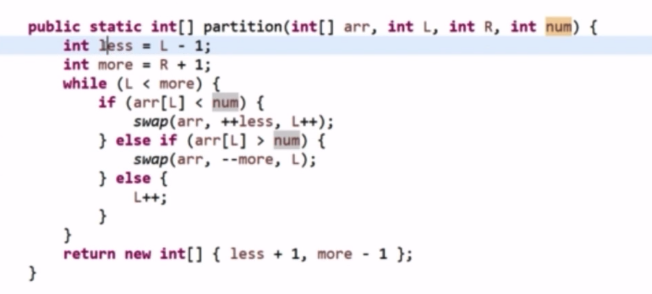 public static int[] partition(int[] arr, int L, int R, int num) {
    int less = L - 1;
    int more = R + 1;
    while (L < more) {
        if (arr[L] < num) {
            swap(arr, ++less, L++);
        } else if (arr[L] > num) {
            swap(arr, --more, L);
        } else {
            L++;
        }
    }
    return new int[] { less + 1, more - 1 };
}